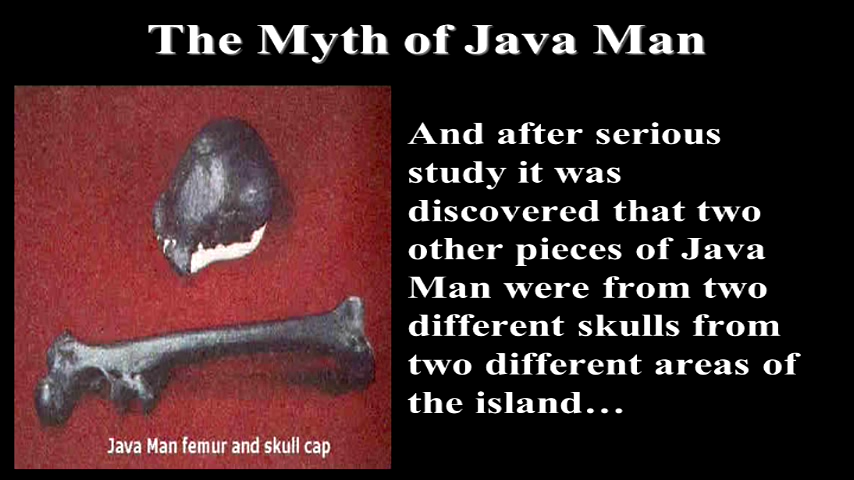 The Myth of Java Man
And after serious
study it was
discovered that two
other pieces of Java
Man were from two
different skulls from
two different areas of
the island...
Java Man femur and skull cap